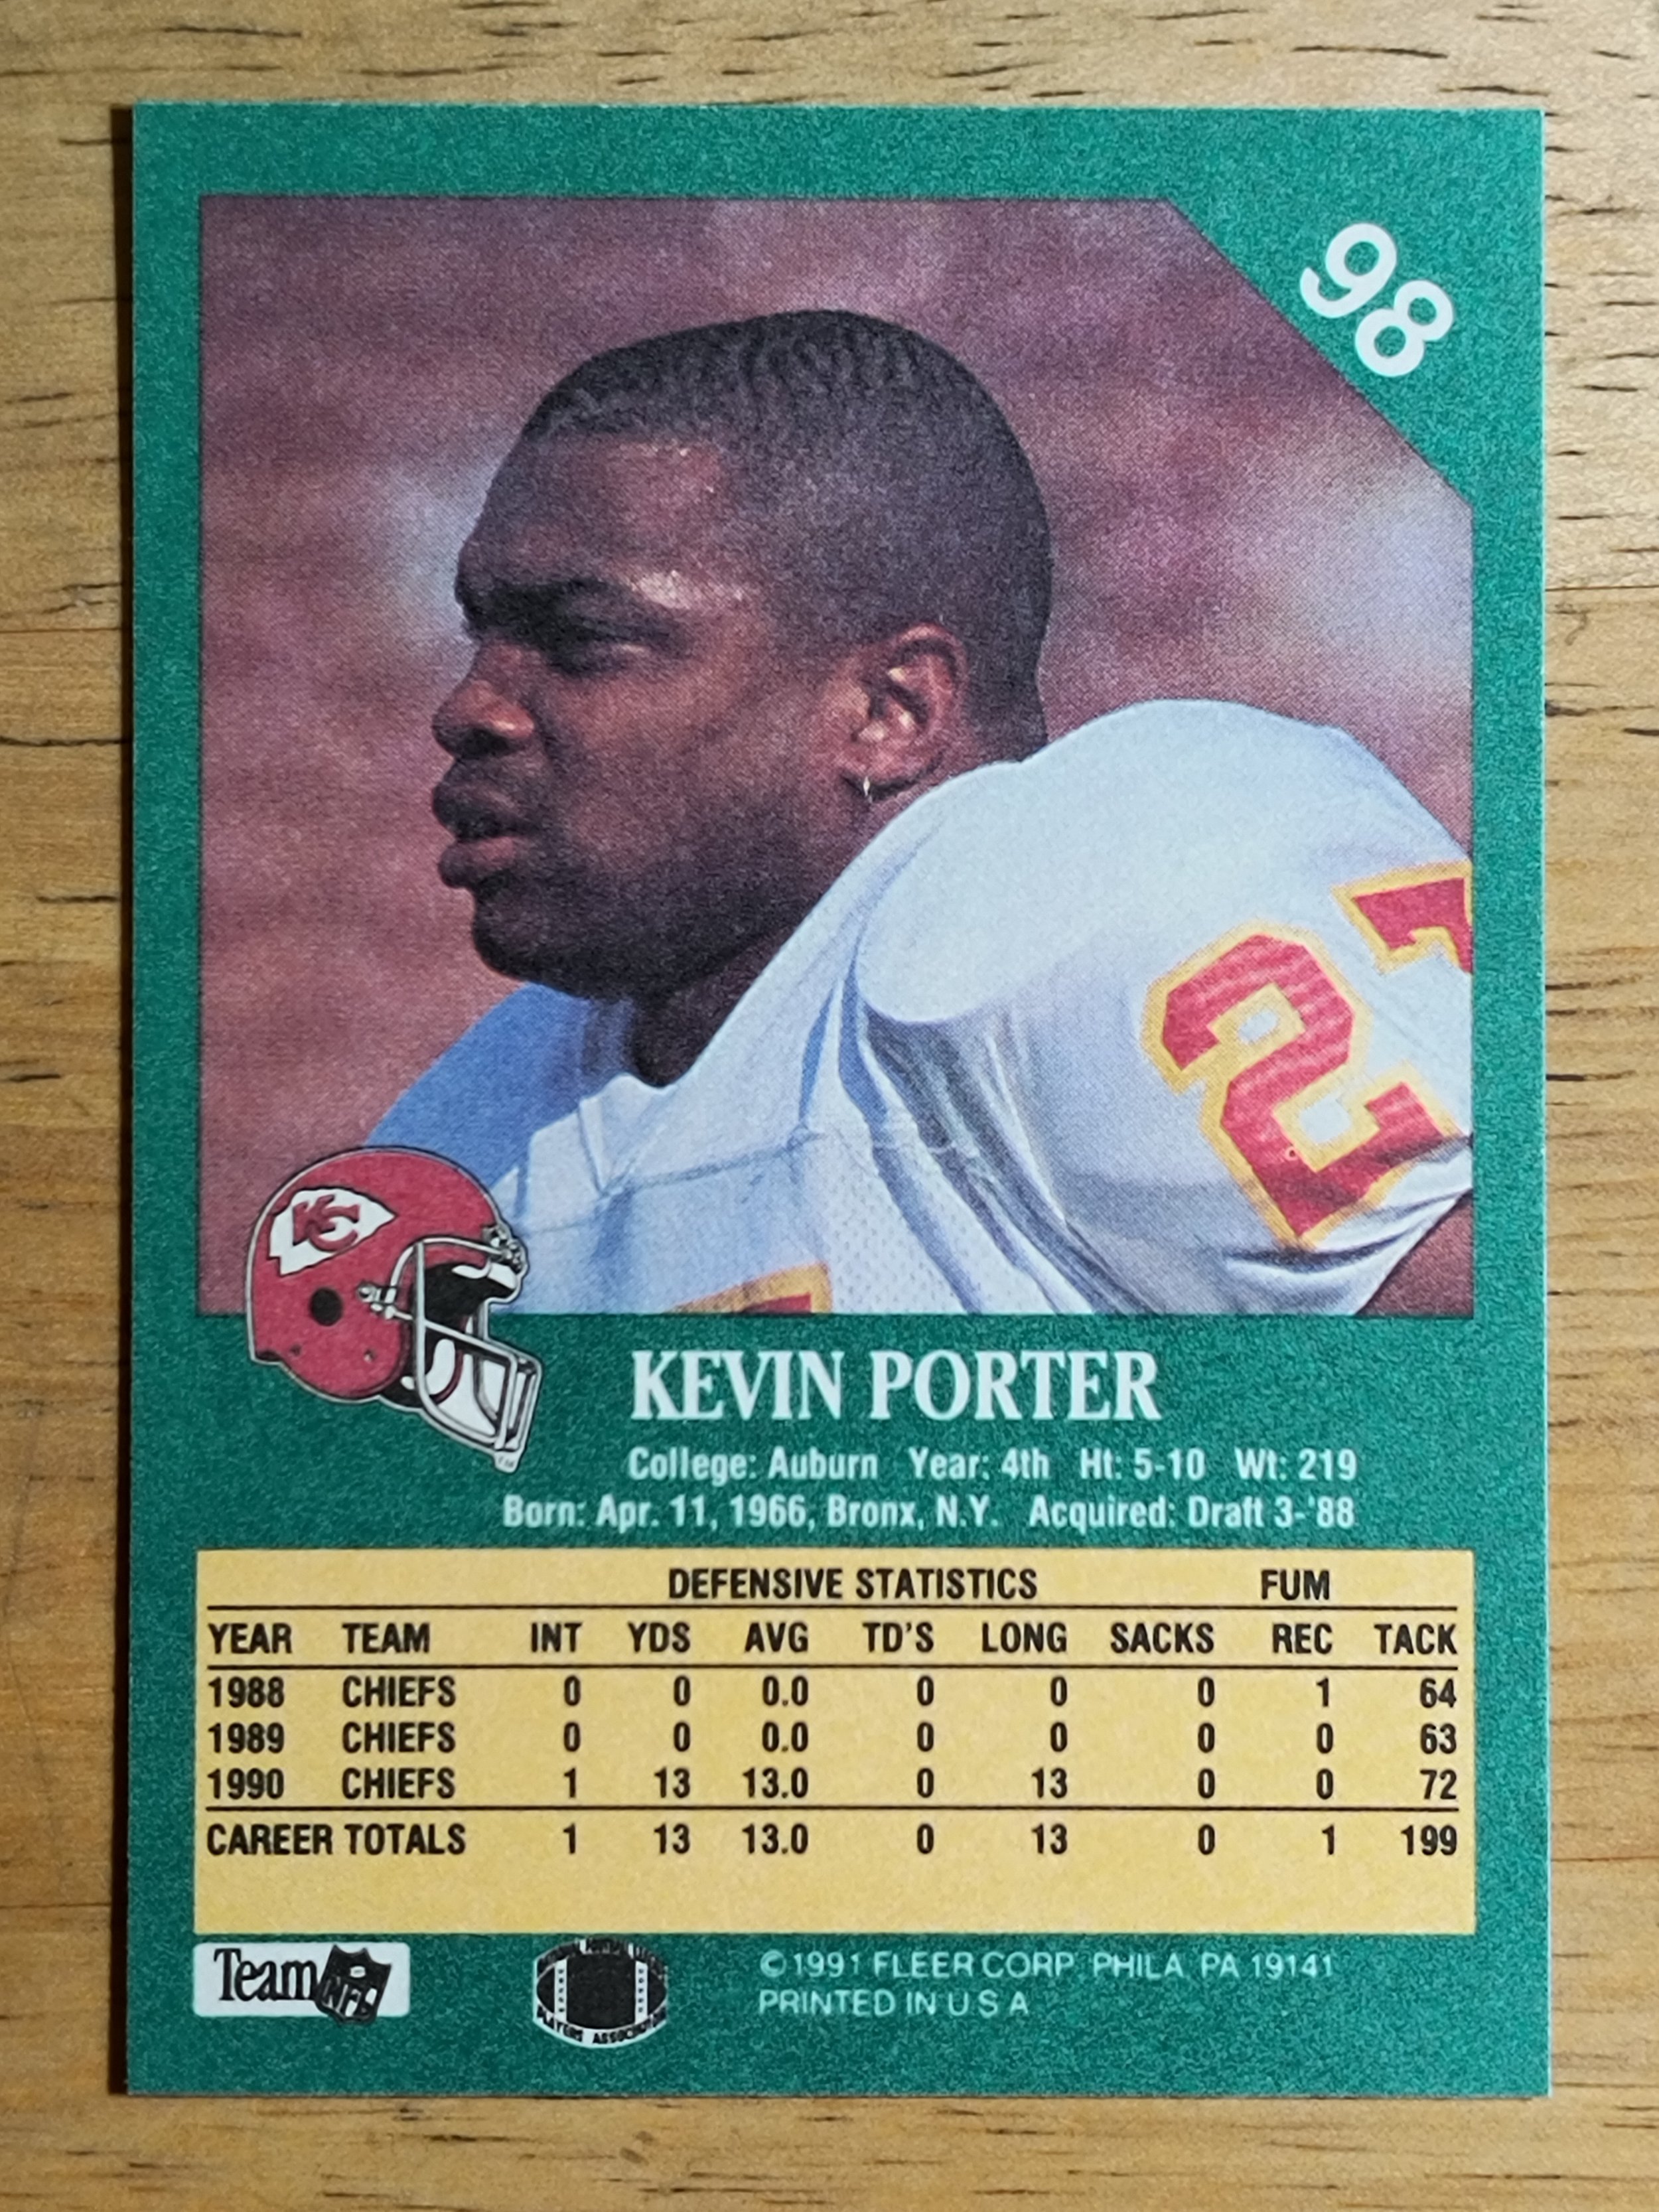 98
27
KC
KEVIN PORTER
College: Auburn Year: 4th Ht: 5-10 Wt: 219
Born: Apr. 11, 1966, Bronx, N.Y. Acquired: Draft 3-'88
DEFENSIVE STATISTICS FUM
YEAR TEAM INT YDS AVG TD'S LONG SACKS REC TACK
1988 CHIEFS 0 0 0.0 0 0 0 1 64
1989 CHIEFS 0 0 0.0 0 0 0 0 63
1990 CHIEFS 1 13 13.0 0 13 0 0 72
CAREER TOTALS 1 13 13.0 0 13 0 1 199
Team NFL
PLAYERS ASSOCIATION
©1991 FLEER CORP. PHILA. PA 19141
PRINTED IN U S A